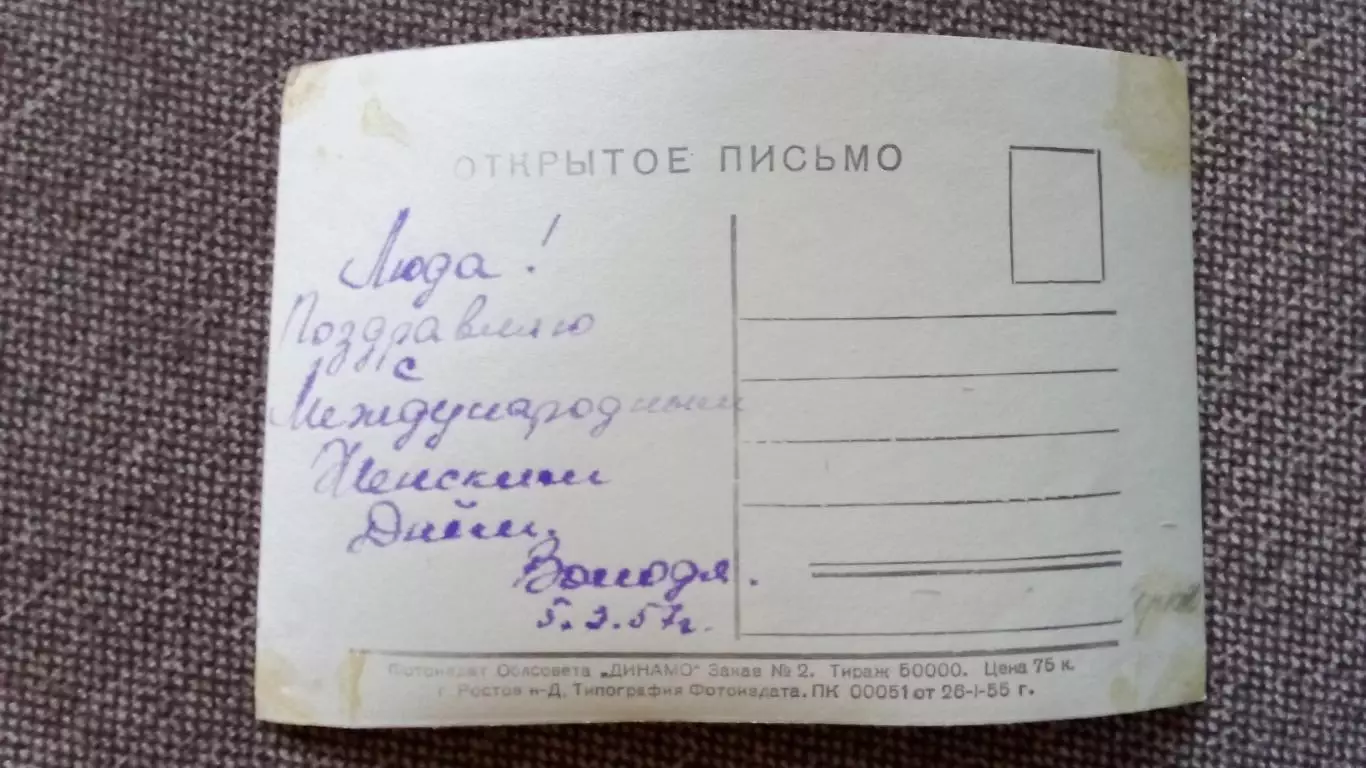 ОТКРЫТОЕ ПИСЬМО
Люда!
Поздравляю
с
Международным
Женским
Днём.
Володя.
5.3.57г.
Фотоиздат Облсовета „ДИНАМО" Заказ № 2. Тираж 50000. Цена 75 к.
г. Ростов н-Д. Типография Фотоиздата. ПК 00051 от 26-I-55 г.